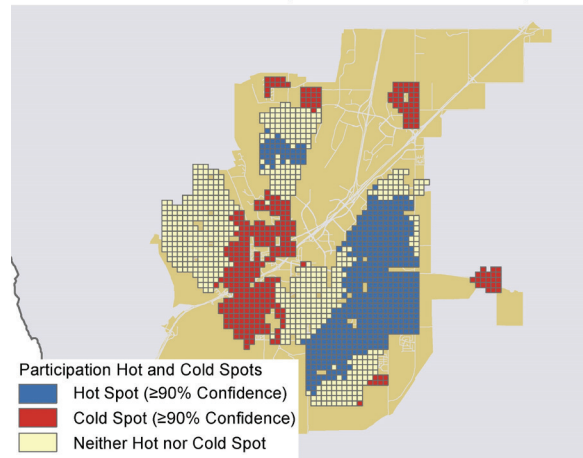 Participation Hot and Cold Spots
Hot Spot (≥90% Confidence)
Cold Spot (≥90% Confidence)
Neither Hot nor Cold Spot